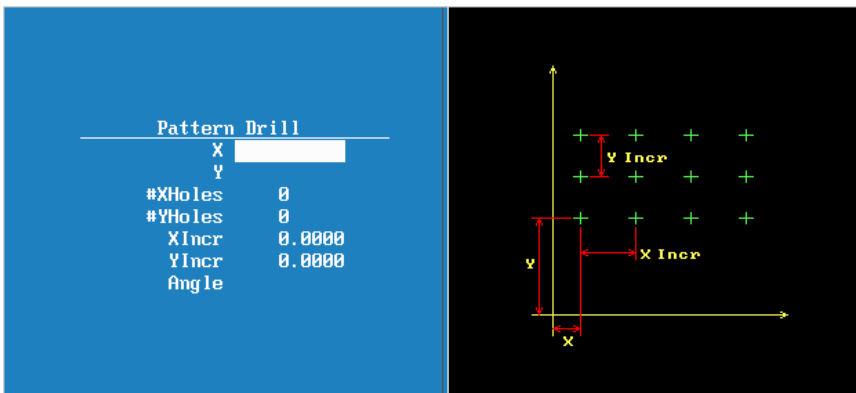 Pattern Drill
X
Y
#XHoles 0
#YHoles 0
XIncr 0.0000
YIncr 0.0000
Angle
Y Incr
X Incr
Y
X